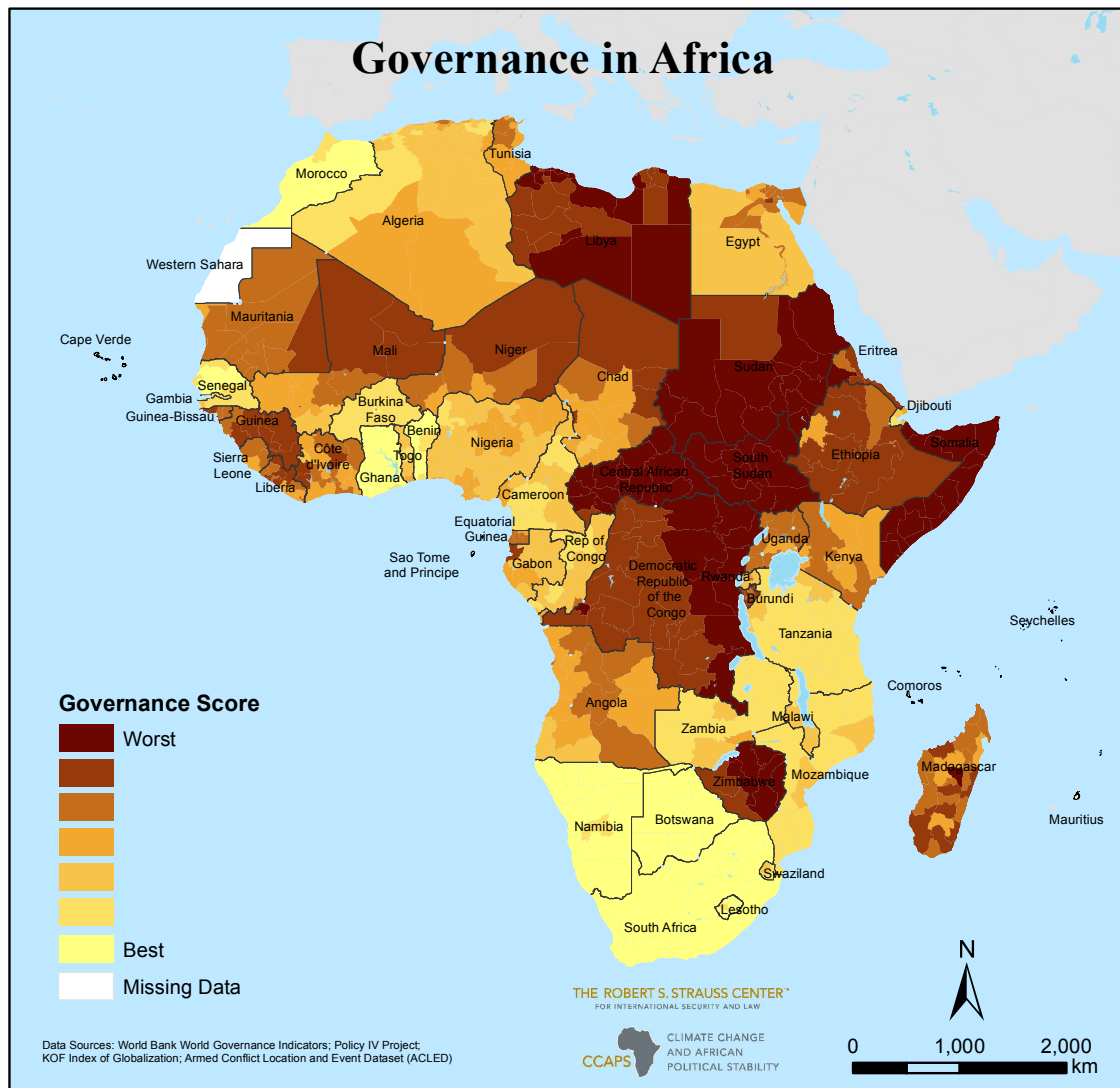 Governance in Africa
Tunisia
Morocco
Algeria
Libya
Egypt
Western Sahara
Mauritania
Cape Verde
Mali
Niger
Chad
Sudan
Eritrea
Senegal
Gambia
Guinea-Bissau
Guinea
Burkina
Faso
Benin
Djibouti
Nigeria
Côte
d'Ivoire
Togo
Ghana
Sierra
Leone
Liberia
Somalia
Ethiopia
South
Sudan
Central African
Republic
Cameroon
Equatorial
Guinea
Sao Tome
and Principe
Gabon
Rep of
Congo
Uganda
Kenya
Democratic
Republic
of the
Congo
Rwanda
Burundi
Tanzania
Seychelles
Comoros
Angola
Zambia
Malawi
Mozambique
Zimbabwe
Madagascar
Mauritius
Namibia
Botswana
Swaziland
Lesotho
South Africa
Governance Score
Worst
Best
Missing Data
N
THE ROBERT S. STRAUSS CENTER™
FOR INTERNATIONAL SECURITY AND LAW
CCAPS
CLIMATE CHANGE
AND AFRICAN
POLITICAL STABILITY
0 1,000 2,000
km
Data Sources: World Bank World Governance Indicators; Policy IV Project;
KOF Index of Globalization; Armed Conflict Location and Event Dataset (ACLED)